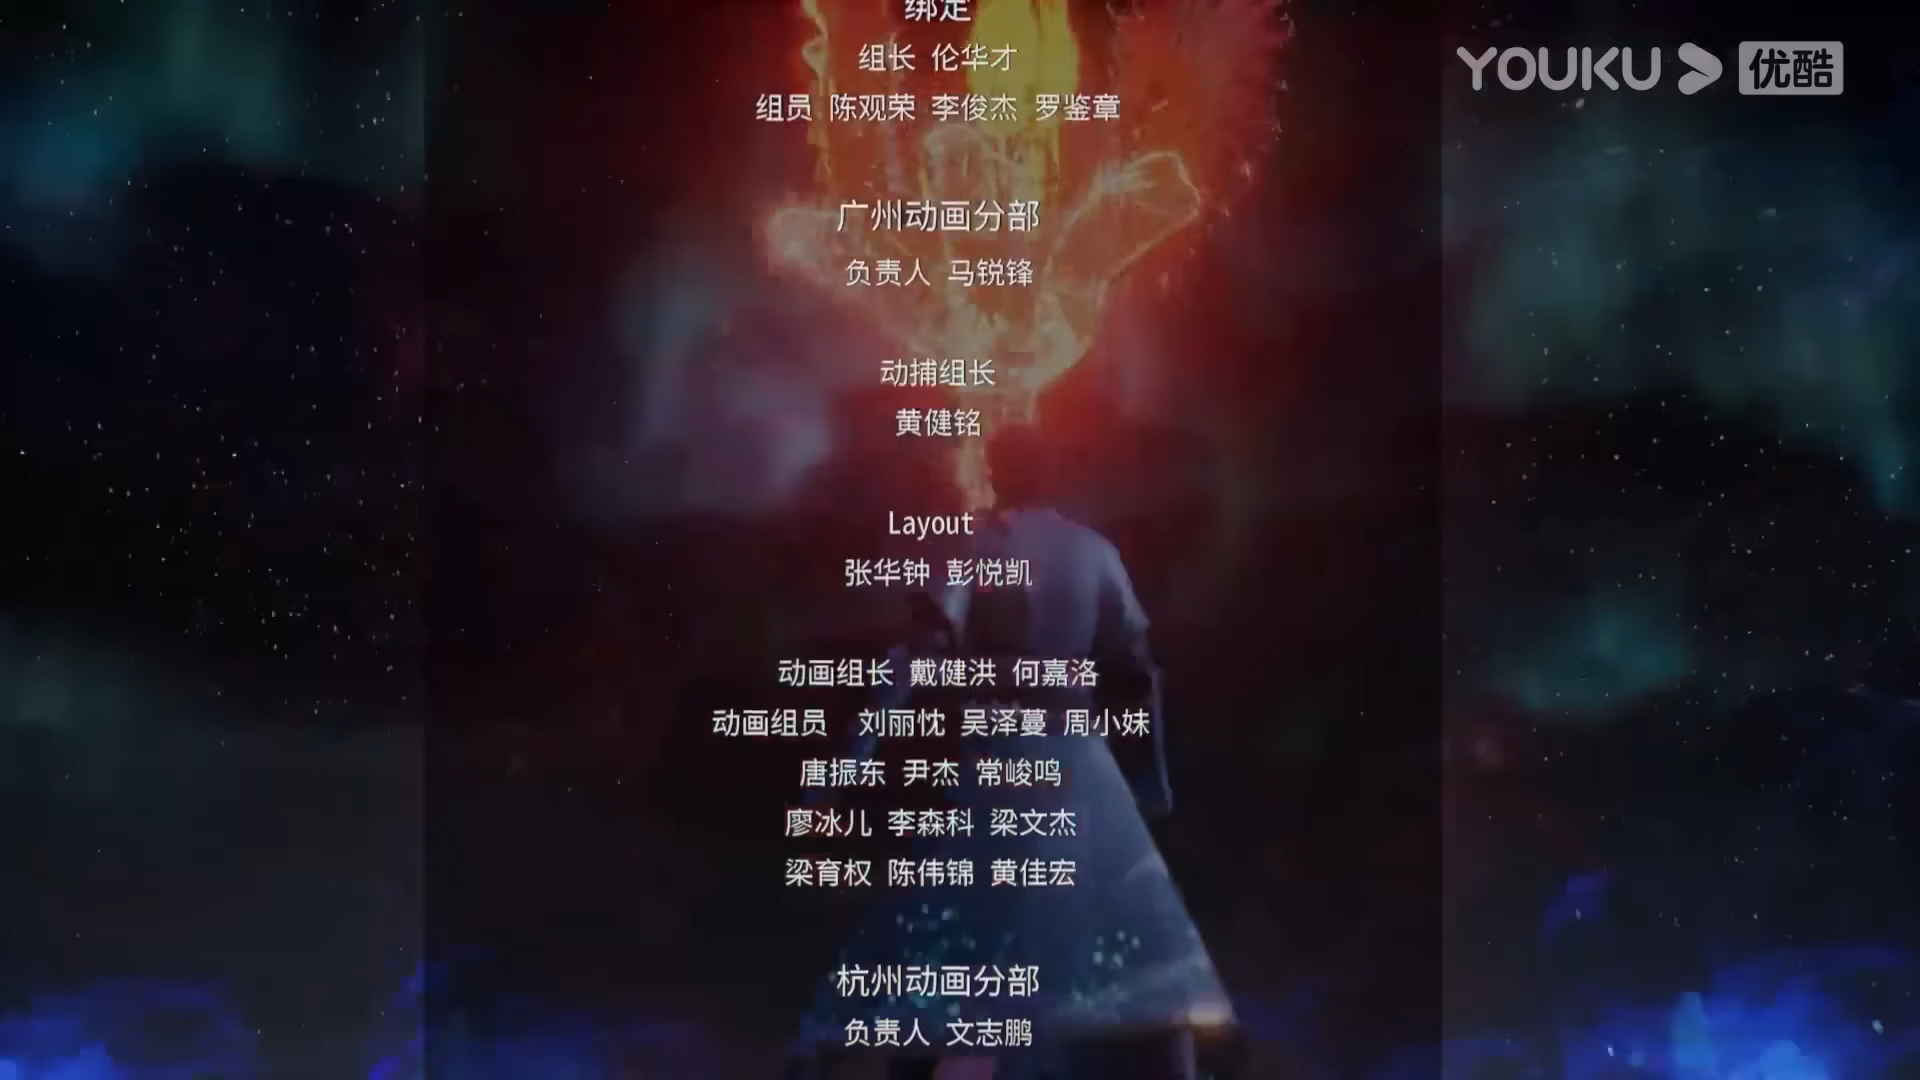 绑定
YOUKU 优酷
组长 伦华才
组员 陈观荣 李俊杰 罗鉴章
广州动画分部
负责人 马锐锋
动捕组长
黄健铭
Layout
张华钟 彭悦凯
动画组长 戴健洪 何嘉洛
动画组员 刘丽忱 吴泽蔓 周小妹
唐振东 尹杰 常峻鸣
廖冰儿 李森科 梁文杰
梁育权 陈伟锦 黄佳宏
杭州动画分部
负责人 文志鹏